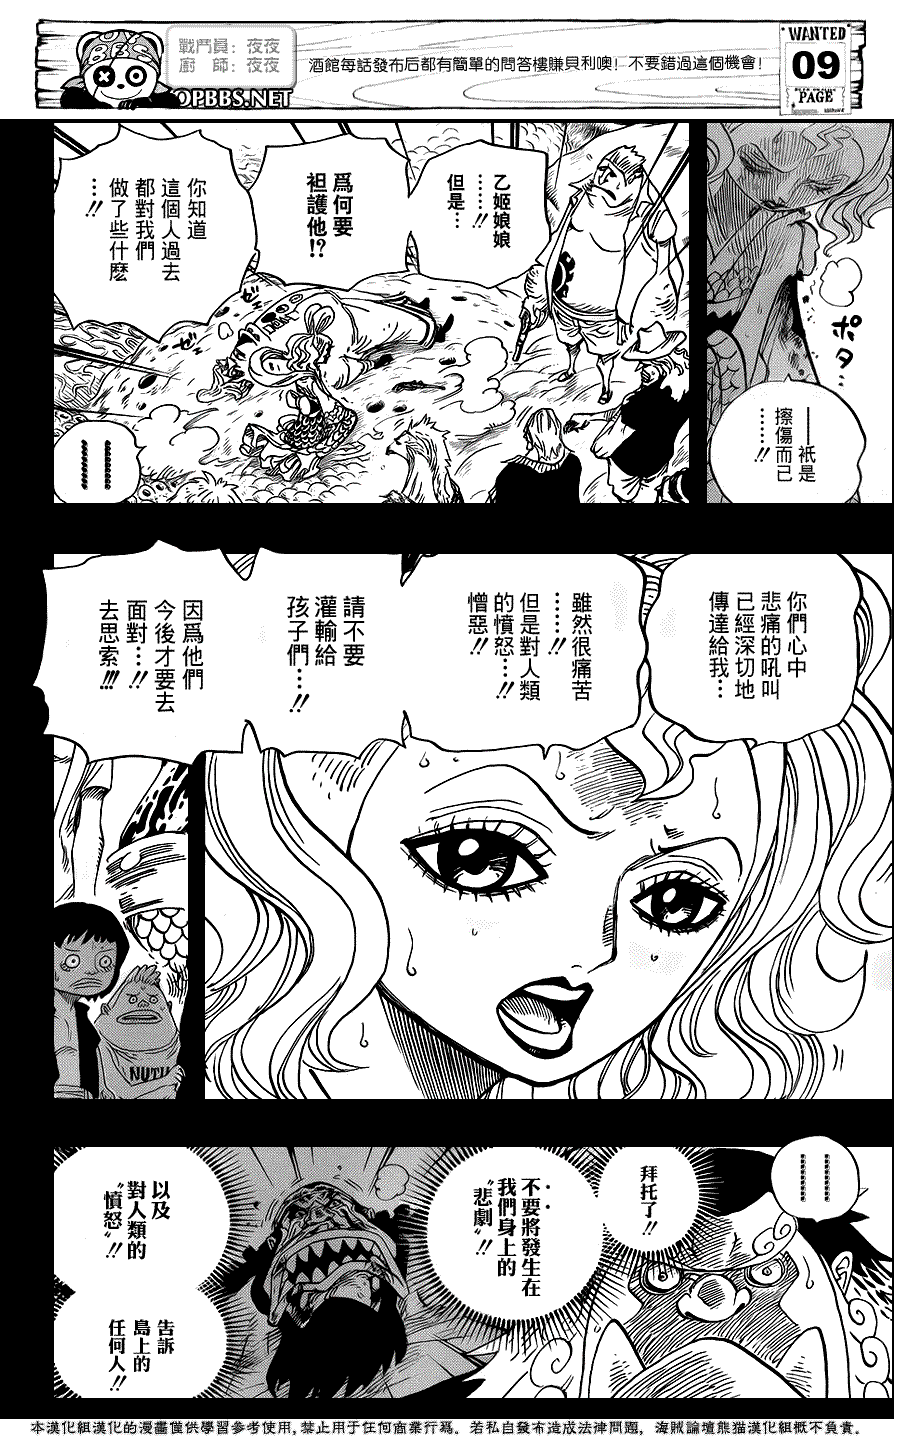 戰鬥員：夜夜
廚　師：夜夜
OPBBS.NET
酒館每話發布后都有簡單的問答樓賺貝利噢！不要錯過這個機會！
WANTED
09
PAGE
ポタ…
——衹是
擦傷而已
……!!
乙姬娘娘
……!!
但是…
爲何要
袒護他!?
你知道
這個人過去
都對我們
做了些什麽
…!!
你們心中
悲痛的吼叫
已經深切地
傳達給我…
雖然很痛苦
……!!
但是對人類
的憤怒…!!
憎惡!!
請不要
灌輸給
孩子們…!!
因爲他們
今後才要去
面對…!!
去思索!!!
NUTU
拜托了!!
不要將發生在
我們身上的
“悲劇”!!
以及
對人類的
“憤怒”!!
告訴
島上的
任何人!!
本漢化組漢化的漫畫僅供學習參考使用,禁止用于任何商業行爲。若私自發布造成法律問題，海賊論壇熊猫漢化組概不負責。